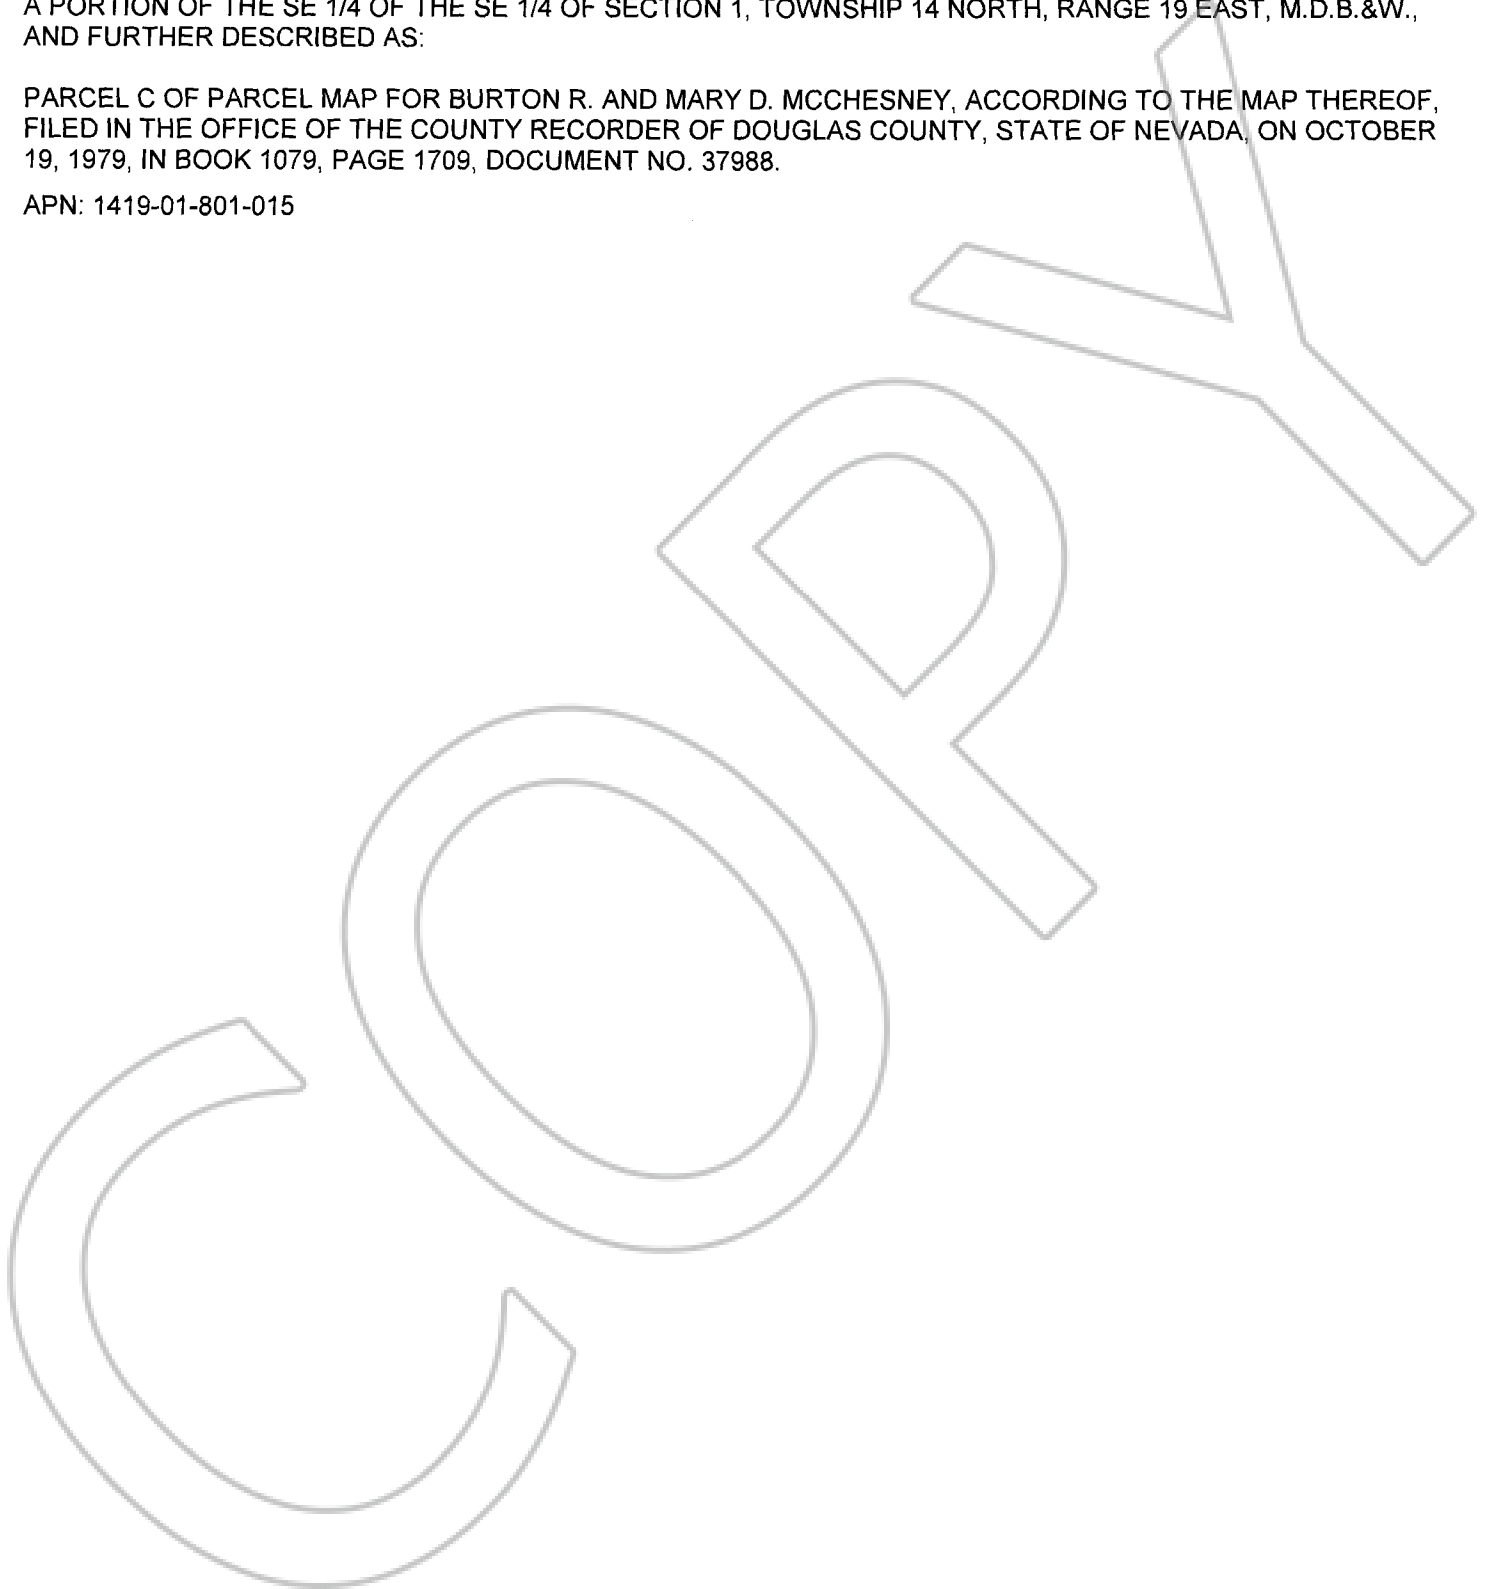 A PORTION OF THE SE 1/4 OF THE SE 1/4 OF SECTION 1, TOWNSHIP 14 NORTH, RANGE 19 EAST, M.D.B.&W.,
AND FURTHER DESCRIBED AS:
PARCEL C OF PARCEL MAP FOR BURTON R. AND MARY D. MCCHESNEY, ACCORDING TO THE MAP THEREOF,
FILED IN THE OFFICE OF THE COUNTY RECORDER OF DOUGLAS COUNTY, STATE OF NEVADA, ON OCTOBER
19, 1979, IN BOOK 1079, PAGE 1709, DOCUMENT NO. 37988.
APN: 1419-01-801-015
COPY